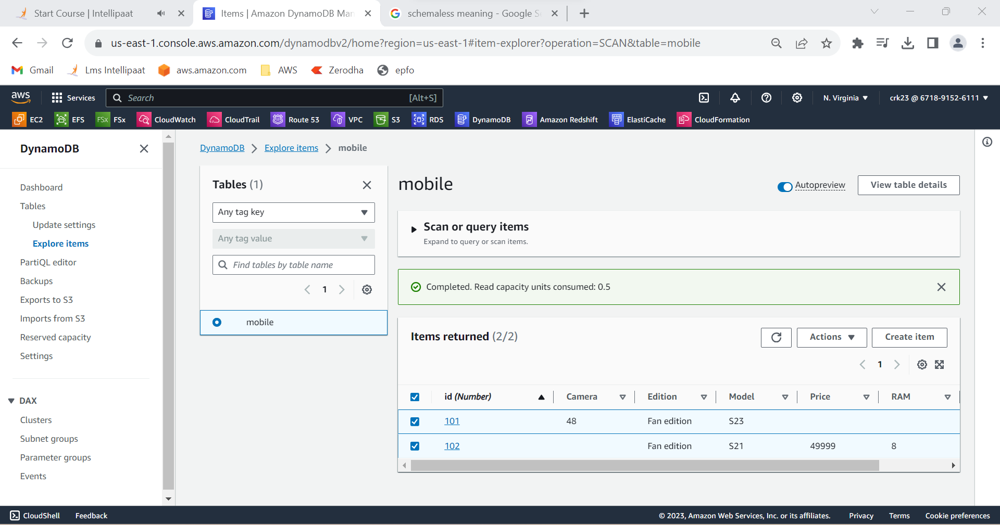 Start Course | Intellipaat
Items | Amazon DynamoDB Man
schemaless meaning - Google S
us-east-1.console.aws.amazon.com/dynamodbv2/home?region=us-east-1#item-explorer?operation=SCAN&table=mobile
Gmail Lms Intellipaat aws.amazon.com AWS Zerodha epfo
aws Services Search [Alt+S] N. Virginia crk23 @ 6718-9152-6111
EC2 EFS FSx FSx CloudWatch CloudTrail Route 53 VPC S3 RDS DynamoDB Amazon Redshift ElastiCache CloudFormation
DynamoDB
Dashboard
Tables
Update settings
Explore items
PartiQL editor
Backups
Exports to S3
Imports from S3
Reserved capacity
Settings
DAX
Clusters
Subnet groups
Parameter groups
Events
DynamoDB Explore items mobile
Tables (1)
Any tag key
Any tag value
Find tables by table name
1
mobile
mobile
Autopreview View table details
Scan or query items
Expand to query or scan items.
Completed. Read capacity units consumed: 0.5
Items returned (2/2)
Actions Create item
1
id (Number) Camera Edition Model Price RAM
101 48 Fan edition S23
102 Fan edition S21 49999 8
CloudShell Feedback © 2023, Amazon Web Services, Inc. or its affiliates. Privacy Terms Cookie preferences